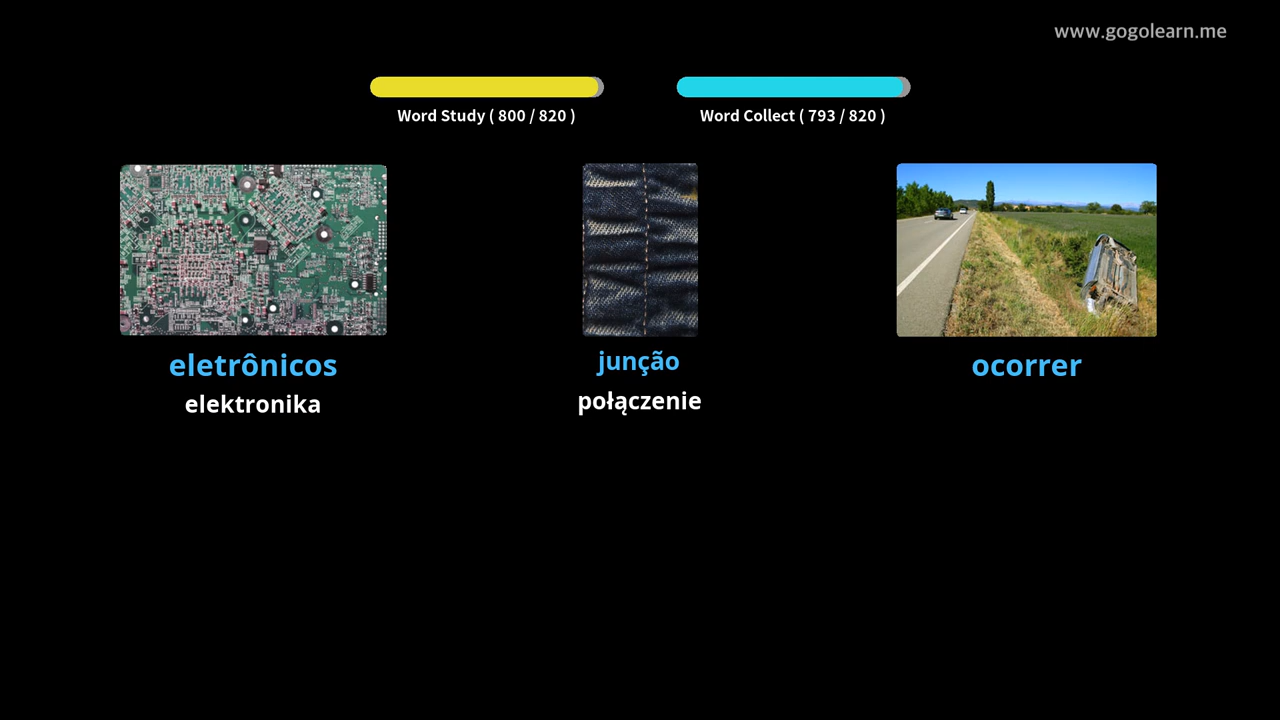 www.gogolearn.me
Word Study ( 800 / 820 )
Word Collect ( 793 / 820 )
eletrônicos
elektronika
junção
połączenie
ocorrer